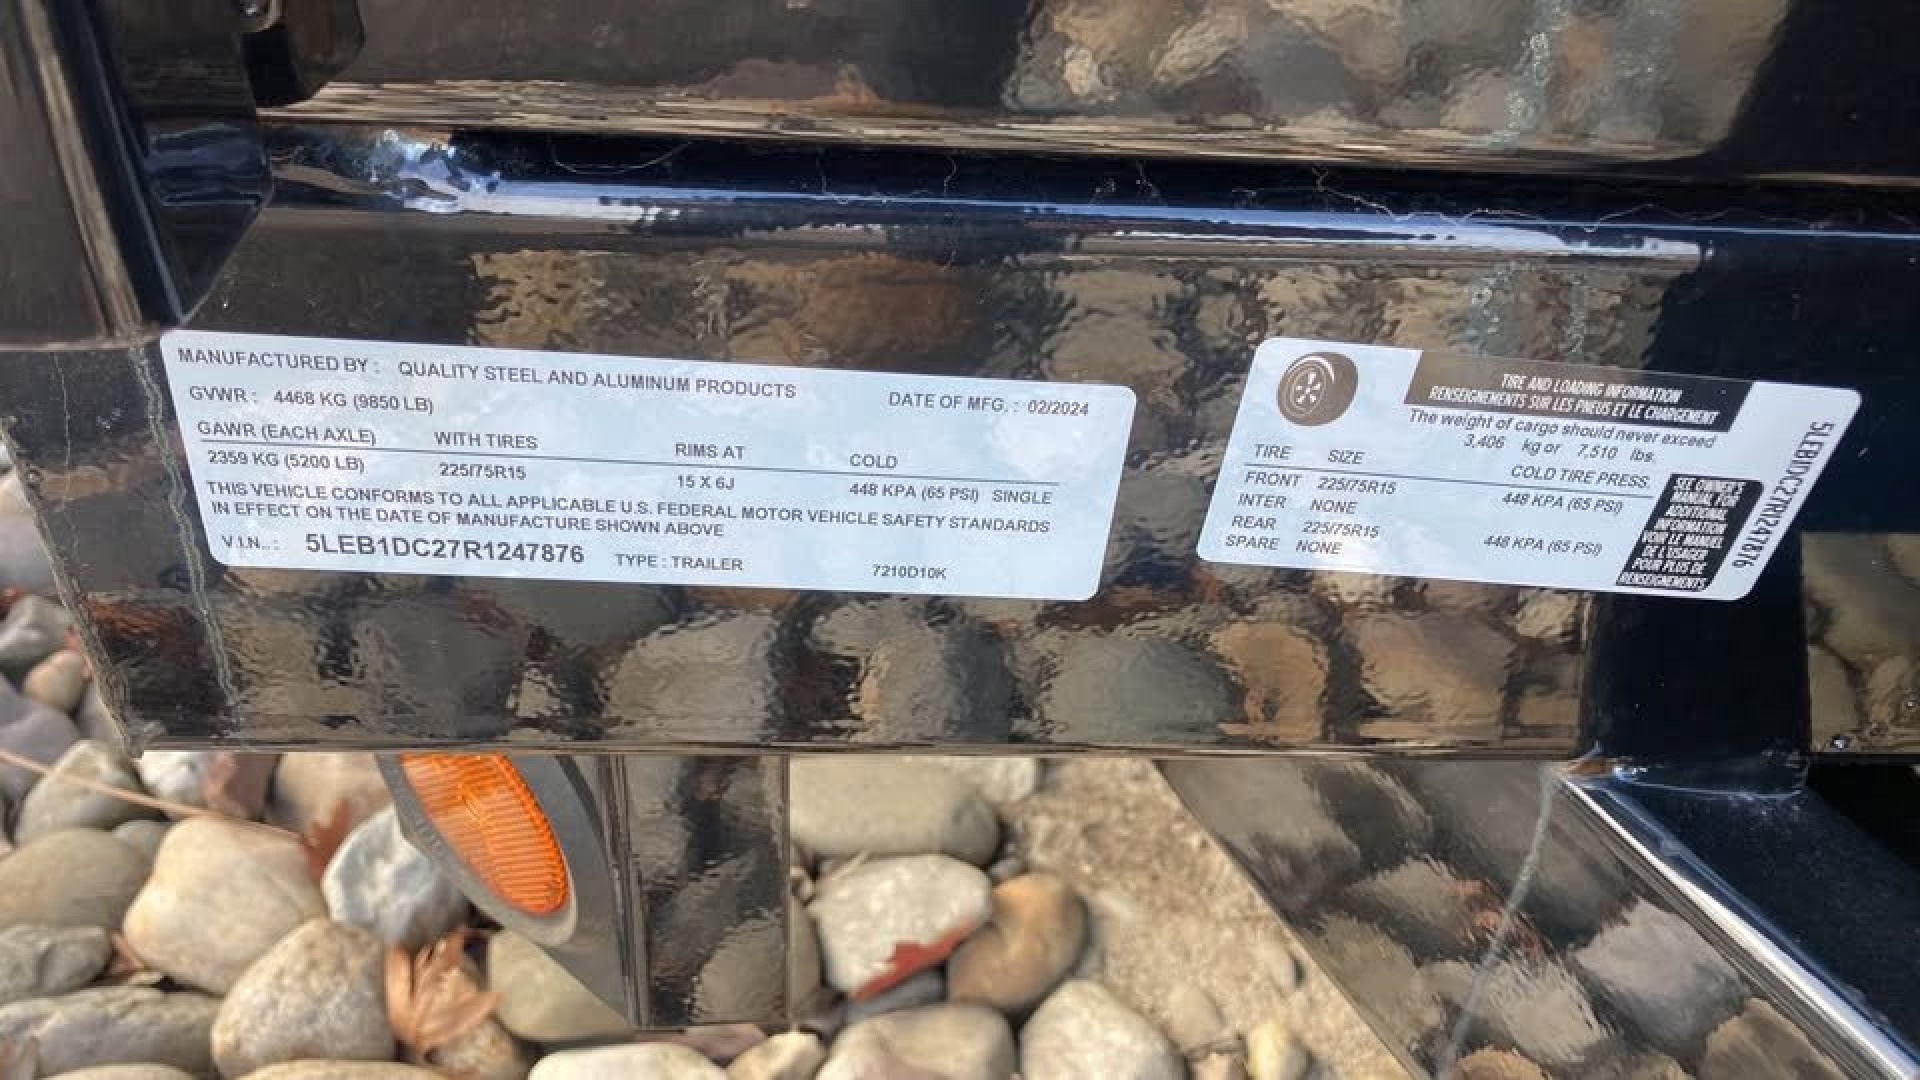 MANUFACTURED BY : QUALITY STEEL AND ALUMINUM PRODUCTS
GVWR : 4468 KG (9850 LB) DATE OF MFG. : 02/2024
GAWR (EACH AXLE) WITH TIRES RIMS AT COLD
2359 KG (5200 LB) 225/75R15 15 X 6J 448 KPA (65 PSI) SINGLE
THIS VEHICLE CONFORMS TO ALL APPLICABLE U.S. FEDERAL MOTOR VEHICLE SAFETY STANDARDS
IN EFFECT ON THE DATE OF MANUFACTURE SHOWN ABOVE
V.I.N.. : 5LEB1DC27R1247876 TYPE : TRAILER 7210D10K
TIRE AND LOADING INFORMATION
RENSEIGNEMENTS SUR LES PNEUS ET LE CHARGEMENT
The weight of cargo should never exceed
3,406 kg or 7,510 lbs.
TIRE SIZE COLD TIRE PRESS.
FRONT 225/75R15 448 KPA (65 PSI)
INTER NONE
REAR 225/75R15 448 KPA (65 PSI)
SPARE NONE
SEE OWNER'S
MANUAL FOR
ADDITIONAL
INFORMATION
VOIR LE MANUEL
DE L'USAGER
POUR PLUS DE
RENSEIGNEMENTS
5LEB1DC27R1247876